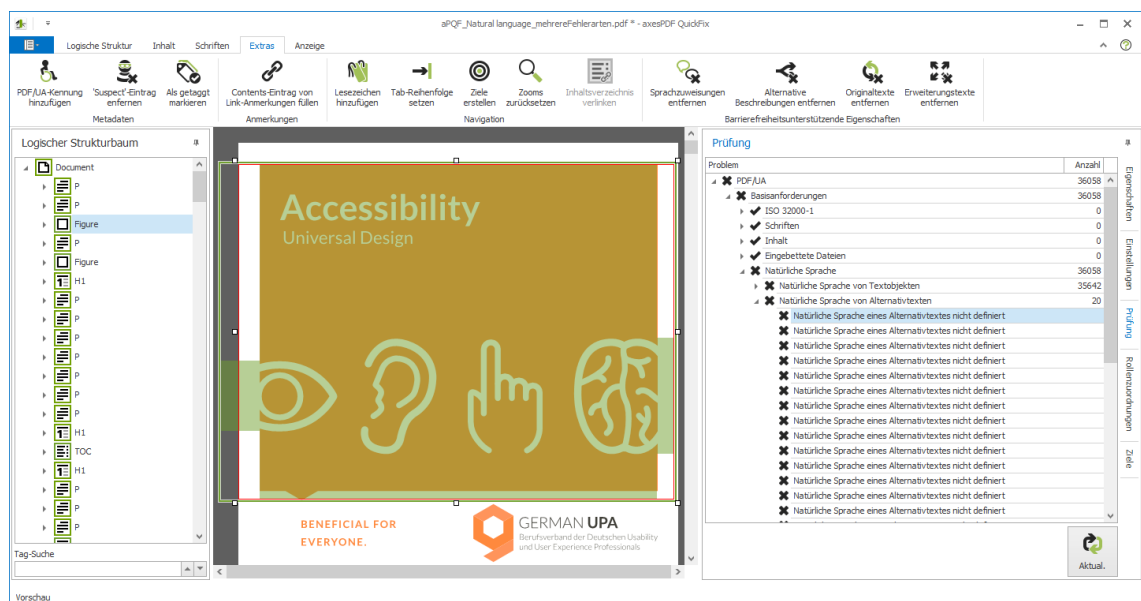 aPQF_Natural language_mehrereFehlerarten.pdf * - axesPDF QuickFix
Logische Struktur Inhalt Schriften Extras Anzeige
PDF/UA-Kennung hinzufügen
'Suspect'-Eintrag entfernen
Als getaggt markieren
Contents-Eintrag von Link-Anmerkungen füllen
Lesezeichen hinzufügen
Tab-Reihenfolge setzen
Ziele erstellen
Zooms zurücksetzen
Inhaltsverzeichnis verlinken
Sprachzuweisungen entfernen
Alternative Beschreibungen entfernen
Originaltexte entfernen
Erweiterungstexte entfernen
Metadaten Anmerkungen Navigation Barrierefreiheitsunterstützende Eigenschaften
Logischer Strukturbaum
Document
P
P
Figure
P
Figure
H1
P
P
P
P
P
P
P
H1
TOC
H1
P
P
P
Tag-Suche
Vorschau
Accessibility
Universal Design
BENEFICIAL FOR
EVERYONE.
GERMAN UPA
Berufsverband der Deutschen Usability
und User Experience Professionals
Prüfung
Problem Anzahl
PDF/UA 36058
Basisanforderungen 36058
ISO 32000-1 0
Schriften 0
Inhalt 0
Eingebettete Dateien 0
Natürliche Sprache 36058
Natürliche Sprache von Textobjekten 35642
Natürliche Sprache von Alternativtexten 20
Natürliche Sprache eines Alternativtextes nicht definiert
Natürliche Sprache eines Alternativtextes nicht definiert
Natürliche Sprache eines Alternativtextes nicht definiert
Natürliche Sprache eines Alternativtextes nicht definiert
Natürliche Sprache eines Alternativtextes nicht definiert
Natürliche Sprache eines Alternativtextes nicht definiert
Natürliche Sprache eines Alternativtextes nicht definiert
Natürliche Sprache eines Alternativtextes nicht definiert
Natürliche Sprache eines Alternativtextes nicht definiert
Natürliche Sprache eines Alternativtextes nicht definiert
Natürliche Sprache eines Alternativtextes nicht definiert
Natürliche Sprache eines Alternativtextes nicht definiert
Natürliche Sprache eines Alternativtextes nicht definiert
Natürliche Sprache eines Alternativtextes nicht definiert
Aktual.
Eigenschaften
Einstellungen
Prüfung
Rollenzuordnungen
Ziele